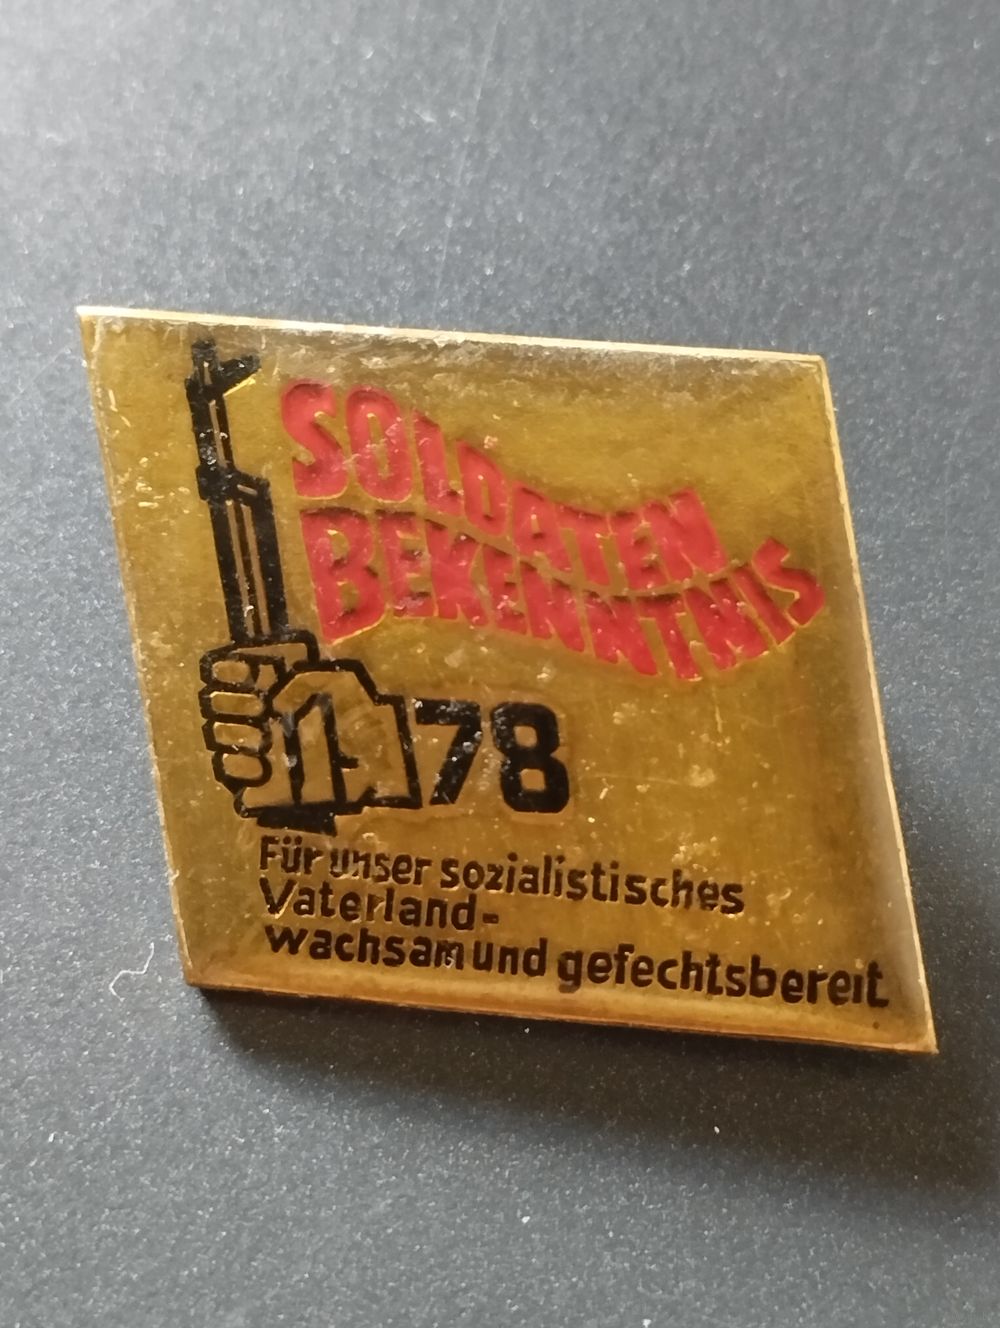 SOLDATEN
BEKENNTNIS
78
Für unser sozialistisches
Vaterland-
wachsam und gefechtsbereit